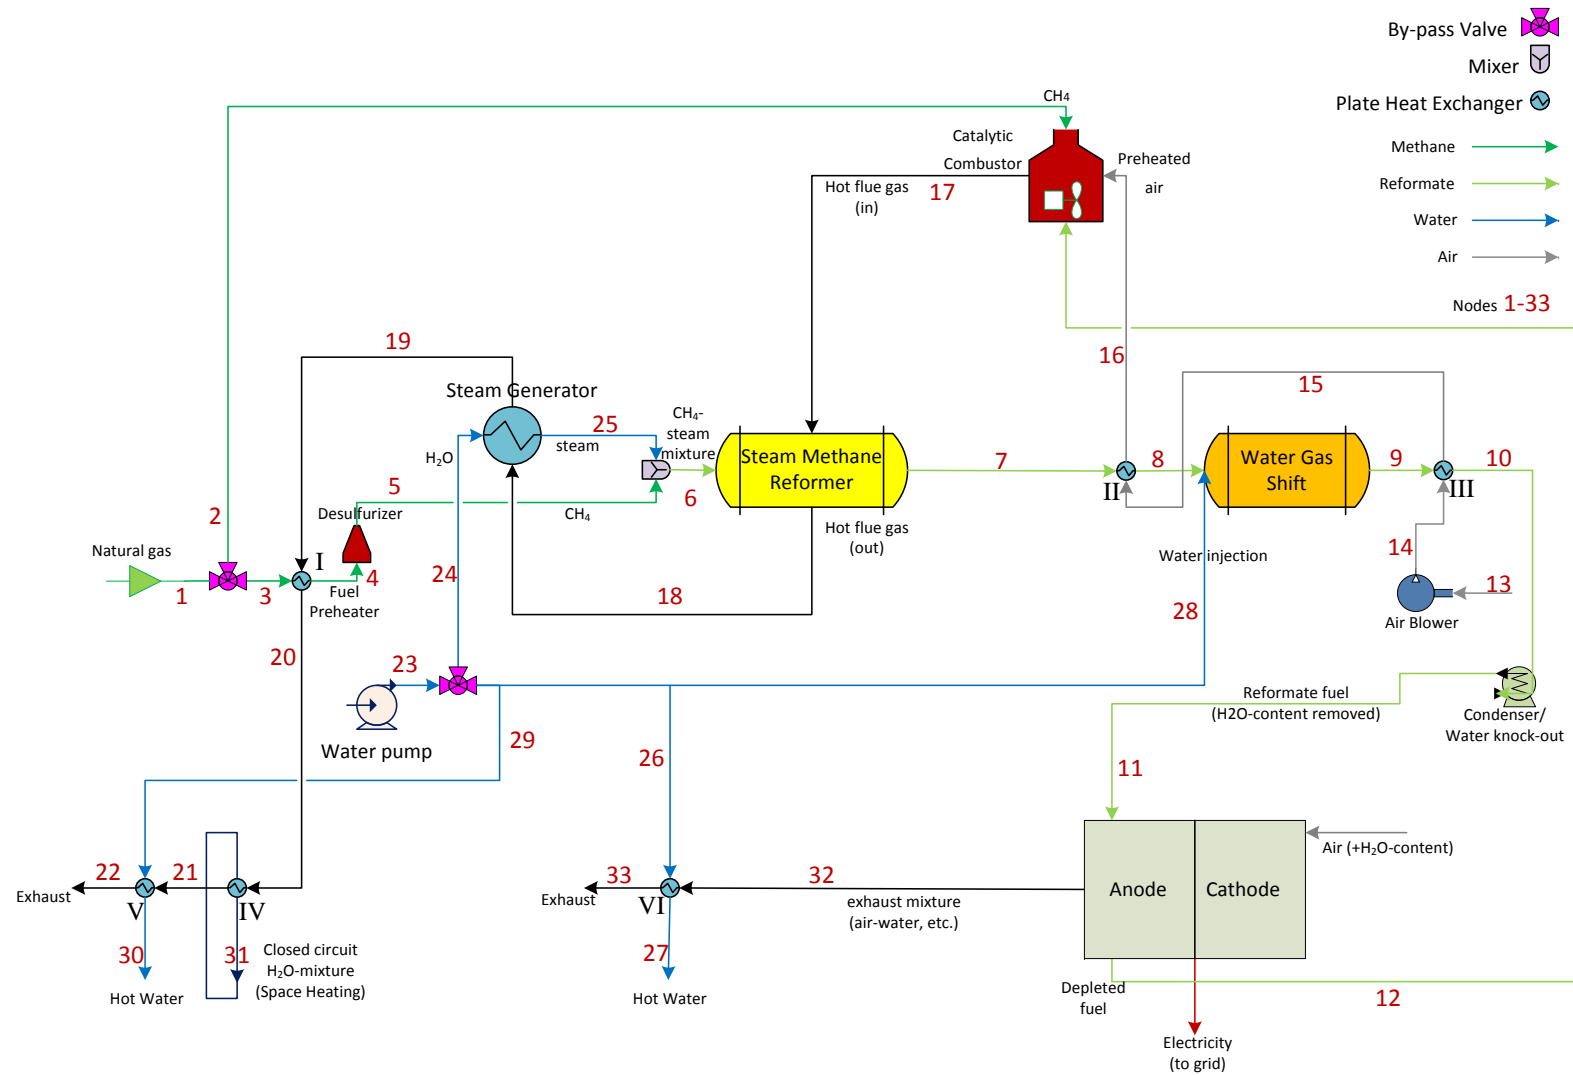 By-pass Valve
Mixer
Plate Heat Exchanger
Methane
Reformate
Water
Air
Nodes 1-33
CH₄
Catalytic
Combustor
Preheated
air
Hot flue gas
(in)
17
16
15
19
Steam Generator
25
steam
CH₄-
steam
mixture
H₂O
5
CH₄
6
Steam Methane
Reformer
7
II
8
Water Gas
Shift
9
10
III
2
Desulfurizer
Hot flue gas
(out)
Water injection
14
13
Air Blower
Natural gas
1
3
I
4
Fuel
Preheater
24
18
28
20
23
Water pump
29
26
Reformate fuel
(H2O-content removed)
Condenser/
Water knock-out
11
Air (+H₂O-content)
Anode
Cathode
22
21
Exhaust
V
IV
33
32
Exhaust
VI
exhaust mixture
(air-water, etc.)
30
31
Closed circuit
H₂O-mixture
(Space Heating)
Hot Water
27
Hot Water
Depleted
fuel
12
Electricity
(to grid)